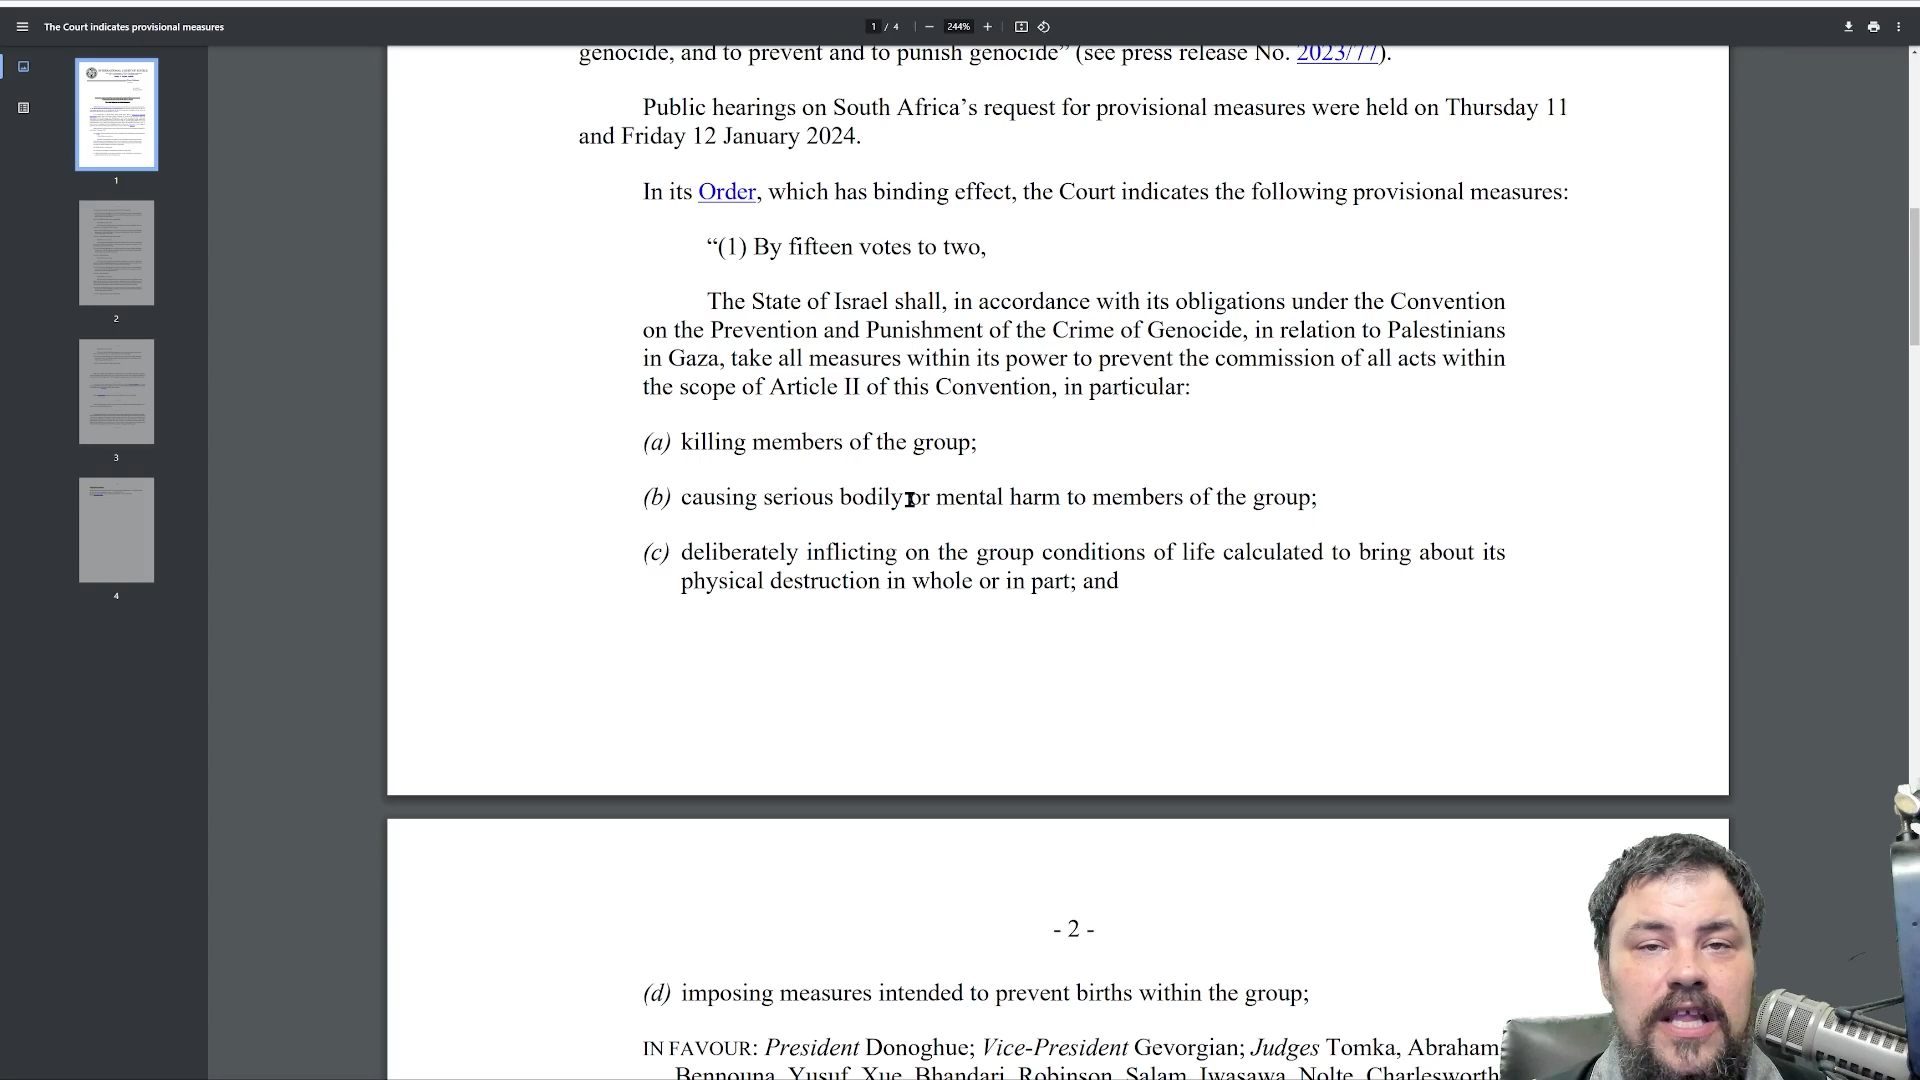 The Court indicates provisional measures
1 / 4
244%
genocide, and to prevent and to punish genocide” (see press release No. 2023/77).
Public hearings on South Africa’s request for provisional measures were held on Thursday 11
and Friday 12 January 2024.
In its Order, which has binding effect, the Court indicates the following provisional measures:
“(1) By fifteen votes to two,
The State of Israel shall, in accordance with its obligations under the Convention
on the Prevention and Punishment of the Crime of Genocide, in relation to Palestinians
in Gaza, take all measures within its power to prevent the commission of all acts within
the scope of Article II of this Convention, in particular:
(a) killing members of the group;
(b) causing serious bodily or mental harm to members of the group;
(c) deliberately inflicting on the group conditions of life calculated to bring about its
physical destruction in whole or in part; and
- 2 -
(d) imposing measures intended to prevent births within the group;
IN FAVOUR: President Donoghue; Vice-President Gevorgian; Judges Tomka, Abraham,
Bennouna, Yusuf, Xue, Bhandari, Robinson, Salam, Iwasawa, Nolte, Charlesworth
1
2
3
4